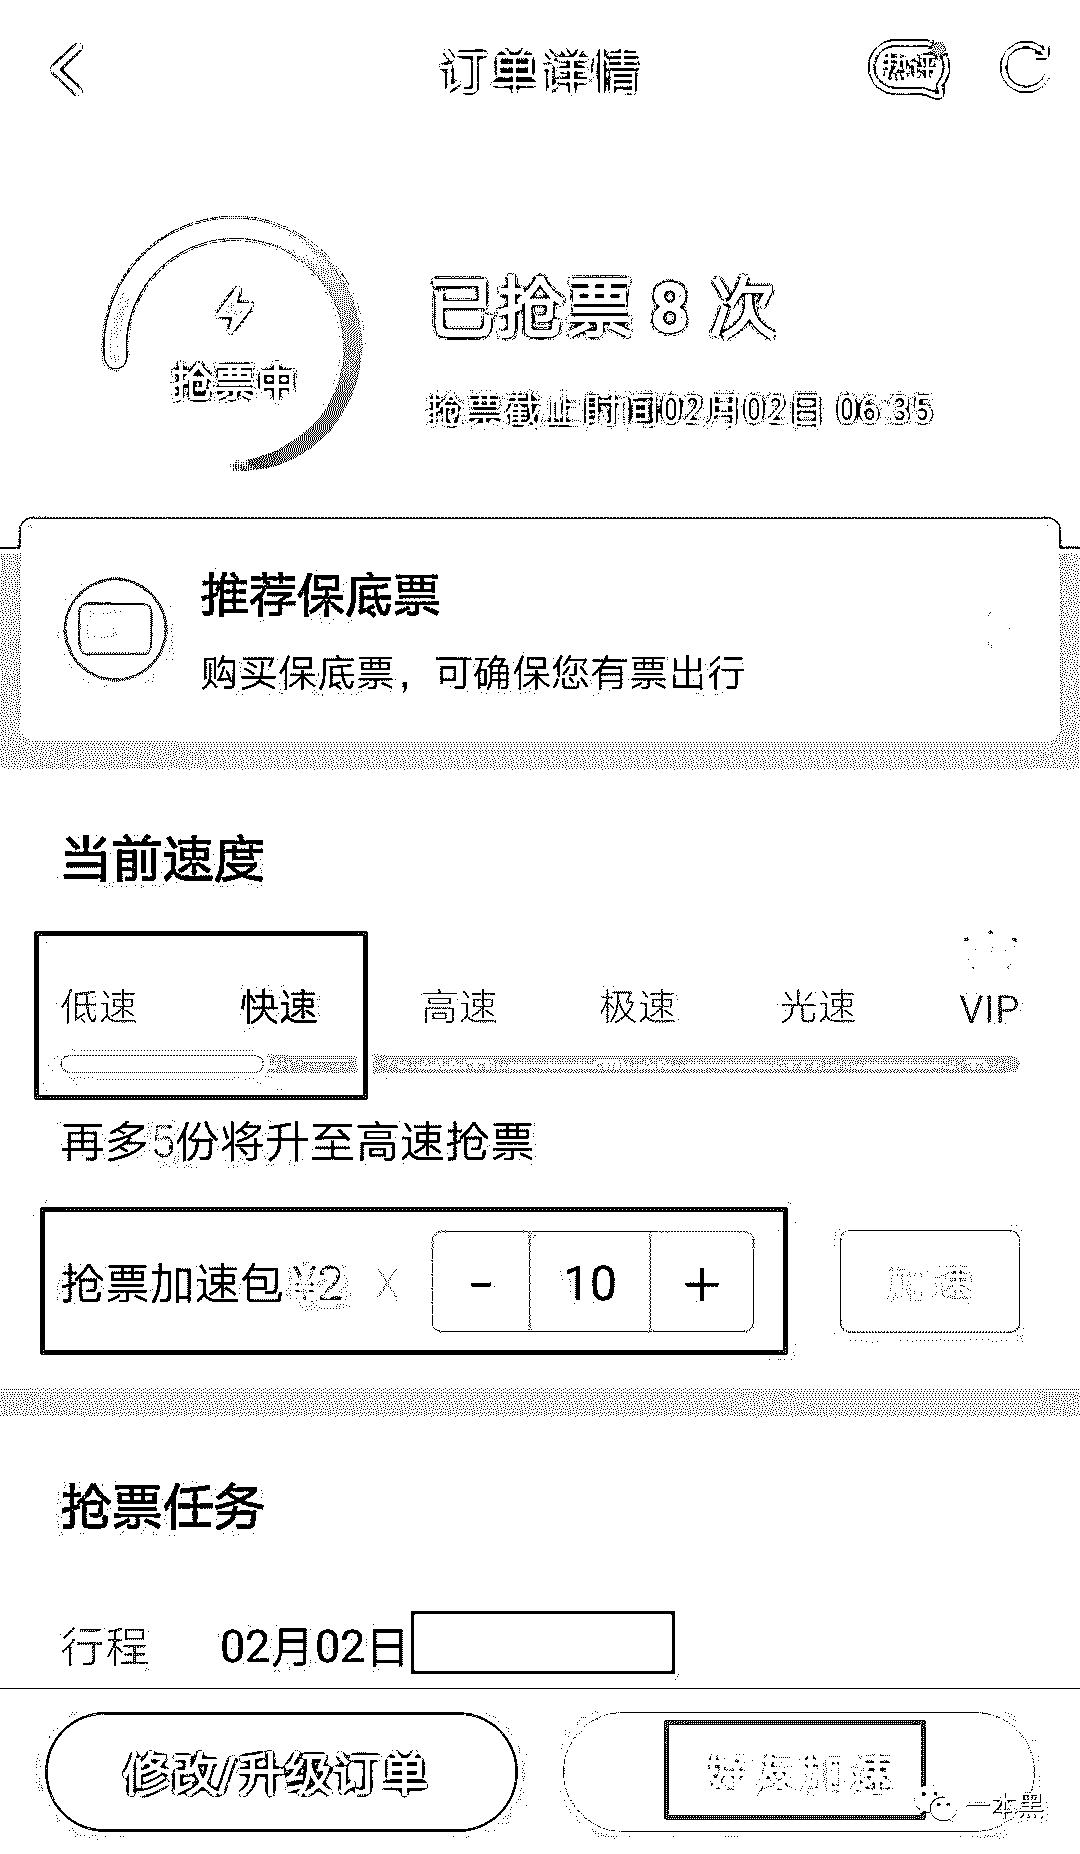 订单详情
热评
已抢票 8 次
抢票中
抢票截止时间02月02日 06:35
推荐保底票
购买保底票，可确保您有票出行
当前速度
低速 快速 高速 极速 光速 VIP
再多5份将升至高速抢票
抢票加速包¥2 X - 10 + 加速
抢票任务
行程 02月02日
修改/升级订单 好友加速
一本黑